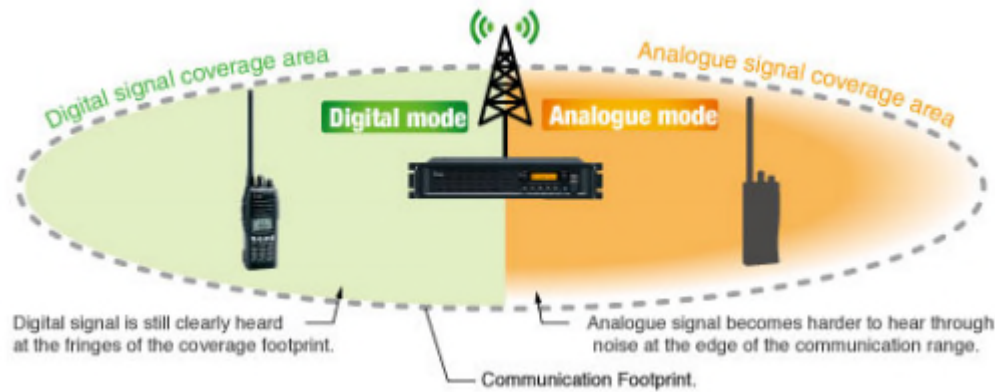 Digital signal coverage area
Analogue signal coverage area
Digital mode
Analogue mode
Digital signal is still clearly heard
at the fringes of the coverage footprint.
Analogue signal becomes harder to hear through
noise at the edge of the communication range.
Communication Footprint.